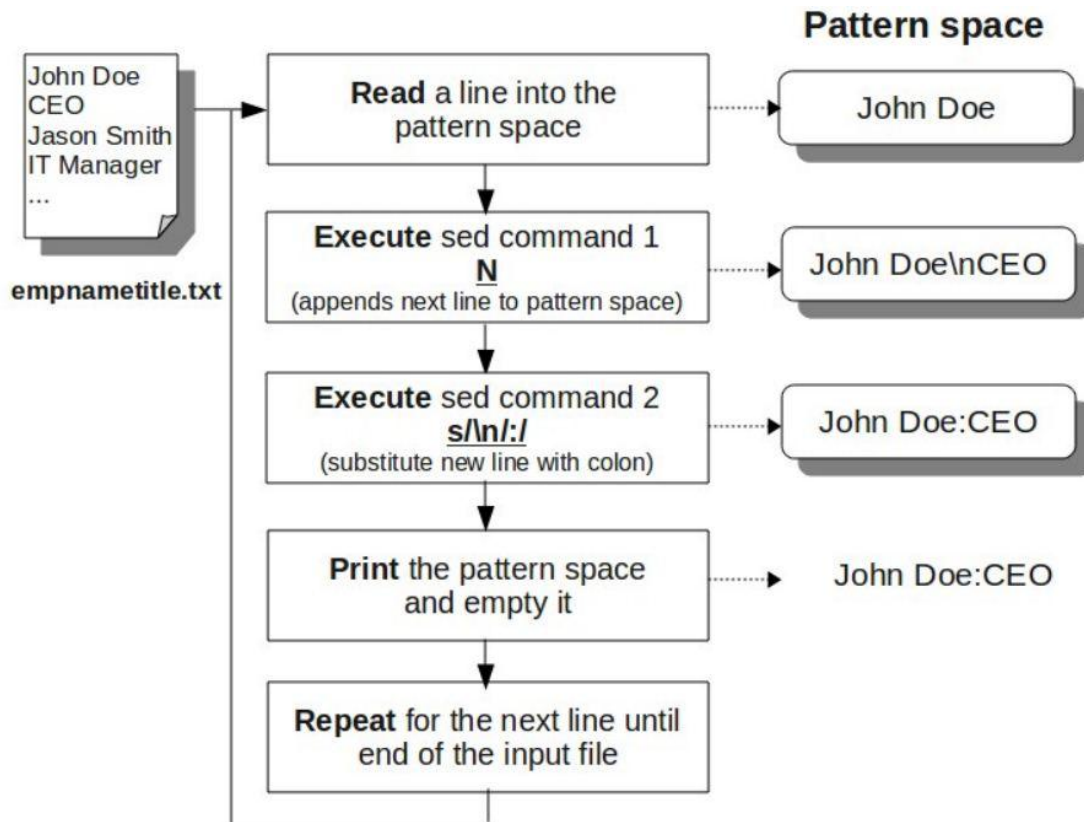 Pattern space
John Doe
CEO
Jason Smith
IT Manager
...
empnametitle.txt
Read a line into the
pattern space
John Doe
Execute sed command 1
N
(appends next line to pattern space)
John Doe\nCEO
Execute sed command 2
s/\n/:/
(substitute new line with colon)
John Doe:CEO
Print the pattern space
and empty it
John Doe:CEO
Repeat for the next line until
end of the input file